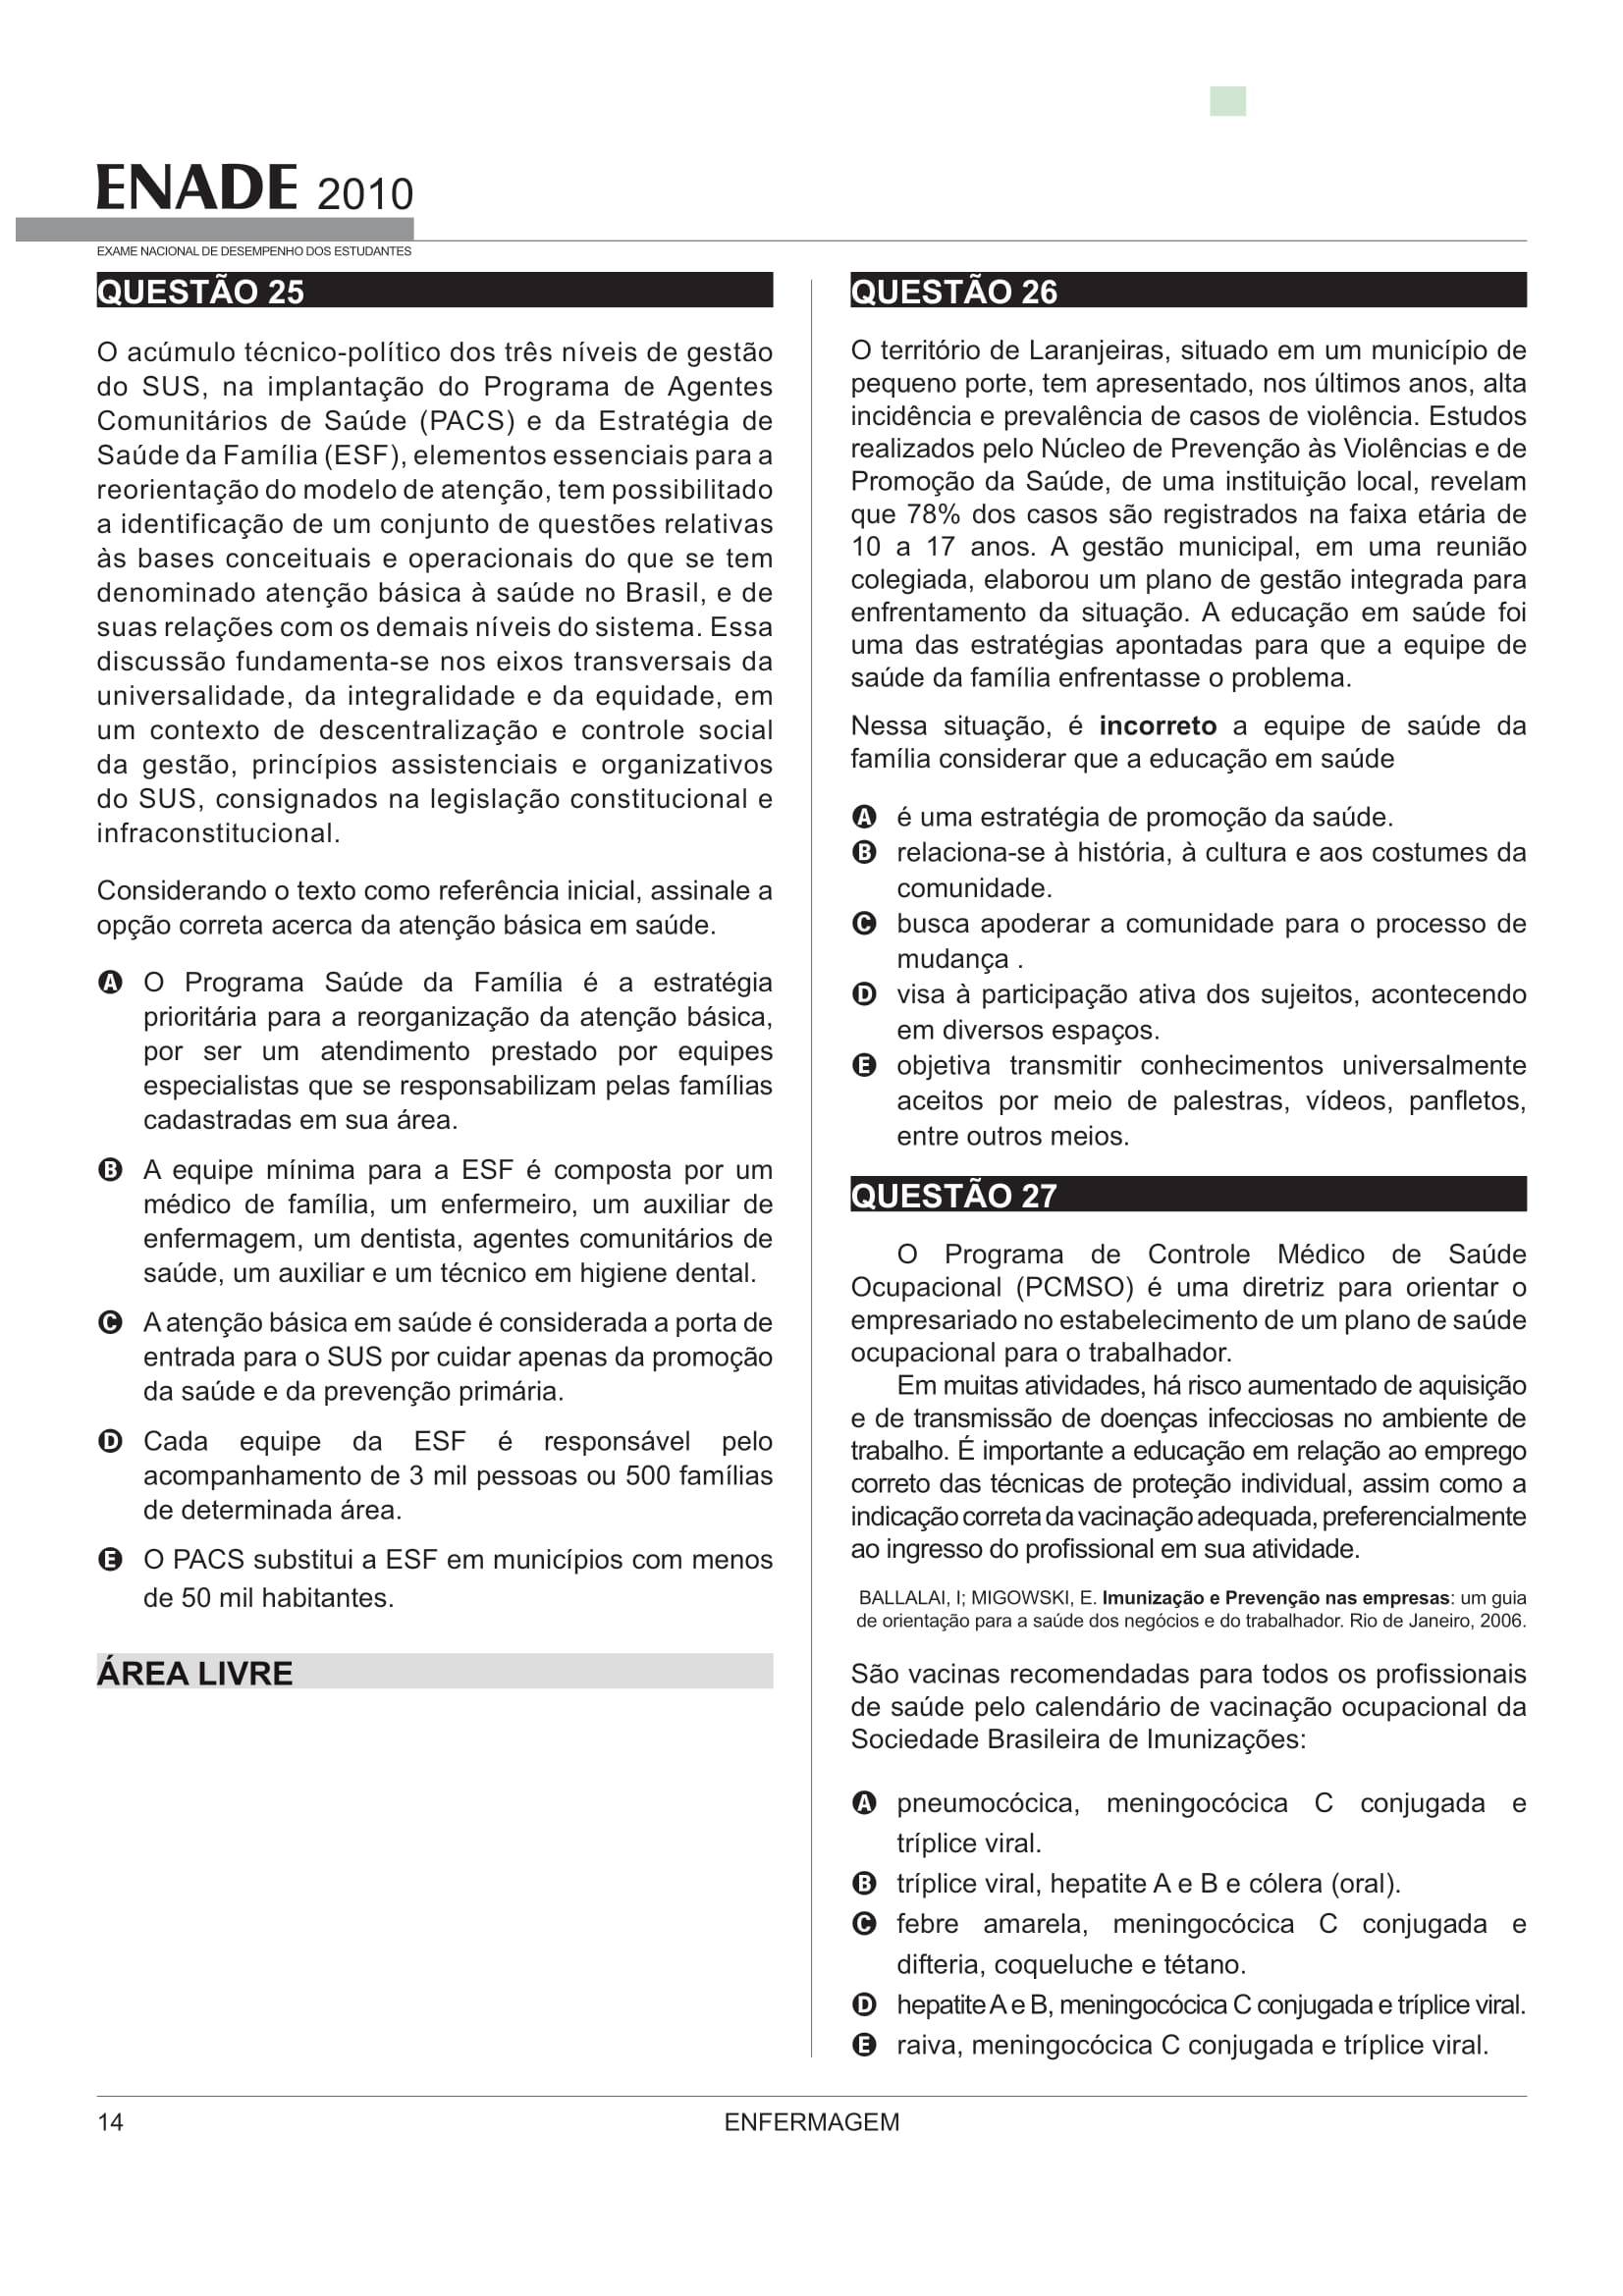 ENADE 2010
EXAME NACIONAL DE DESEMPENHO DOS ESTUDANTES
QUESTÃO 25
O acúmulo técnico-político dos três níveis de gestão
do SUS, na implantação do Programa de Agentes
Comunitários de Saúde (PACS) e da Estratégia de
Saúde da Família (ESF), elementos essenciais para a
reorientação do modelo de atenção, tem possibilitado
a identificação de um conjunto de questões relativas
às bases conceituais e operacionais do que se tem
denominado atenção básica à saúde no Brasil, e de
suas relações com os demais níveis do sistema. Essa
discussão fundamenta-se nos eixos transversais da
universalidade, da integralidade e da equidade, em
um contexto de descentralização e controle social
da gestão, princípios assistenciais e organizativos
do SUS, consignados na legislação constitucional e
infraconstitucional.
Considerando o texto como referência inicial, assinale a
opção correta acerca da atenção básica em saúde.
A O Programa Saúde da Família é a estratégia
prioritária para a reorganização da atenção básica,
por ser um atendimento prestado por equipes
especialistas que se responsabilizam pelas famílias
cadastradas em sua área.
B A equipe mínima para a ESF é composta por um
médico de família, um enfermeiro, um auxiliar de
enfermagem, um dentista, agentes comunitários de
saúde, um auxiliar e um técnico em higiene dental.
C A atenção básica em saúde é considerada a porta de
entrada para o SUS por cuidar apenas da promoção
da saúde e da prevenção primária.
D Cada equipe da ESF é responsável pelo
acompanhamento de 3 mil pessoas ou 500 famílias
de determinada área.
E O PACS substitui a ESF em municípios com menos
de 50 mil habitantes.
ÁREA LIVRE
QUESTÃO 26
O território de Laranjeiras, situado em um município de
pequeno porte, tem apresentado, nos últimos anos, alta
incidência e prevalência de casos de violência. Estudos
realizados pelo Núcleo de Prevenção às Violências e de
Promoção da Saúde, de uma instituição local, revelam
que 78% dos casos são registrados na faixa etária de
10 a 17 anos. A gestão municipal, em uma reunião
colegiada, elaborou um plano de gestão integrada para
enfrentamento da situação. A educação em saúde foi
uma das estratégias apontadas para que a equipe de
saúde da família enfrentasse o problema.
Nessa situação, é incorreto a equipe de saúde da
família considerar que a educação em saúde
A é uma estratégia de promoção da saúde.
B relaciona-se à história, à cultura e aos costumes da
comunidade.
C busca apoderar a comunidade para o processo de
mudança .
D visa à participação ativa dos sujeitos, acontecendo
em diversos espaços.
E objetiva transmitir conhecimentos universalmente
aceitos por meio de palestras, vídeos, panfletos,
entre outros meios.
QUESTÃO 27
O Programa de Controle Médico de Saúde
Ocupacional (PCMSO) é uma diretriz para orientar o
empresariado no estabelecimento de um plano de saúde
ocupacional para o trabalhador.
Em muitas atividades, há risco aumentado de aquisição
e de transmissão de doenças infecciosas no ambiente de
trabalho. É importante a educação em relação ao emprego
correto das técnicas de proteção individual, assim como a
indicação correta da vacinação adequada, preferencialmente
ao ingresso do profissional em sua atividade.
BALLALAI, I; MIGOWSKI, E. Imunização e Prevenção nas empresas: um guia
de orientação para a saúde dos negócios e do trabalhador. Rio de Janeiro, 2006.
São vacinas recomendadas para todos os profissionais
de saúde pelo calendário de vacinação ocupacional da
Sociedade Brasileira de Imunizações:
A pneumocócica, meningocócica C conjugada e
tríplice viral.
B tríplice viral, hepatite A e B e cólera (oral).
C febre amarela, meningocócica C conjugada e
difteria, coqueluche e tétano.
D hepatite A e B, meningocócica C conjugada e tríplice viral.
E raiva, meningocócica C conjugada e tríplice viral.
14
ENFERMAGEM